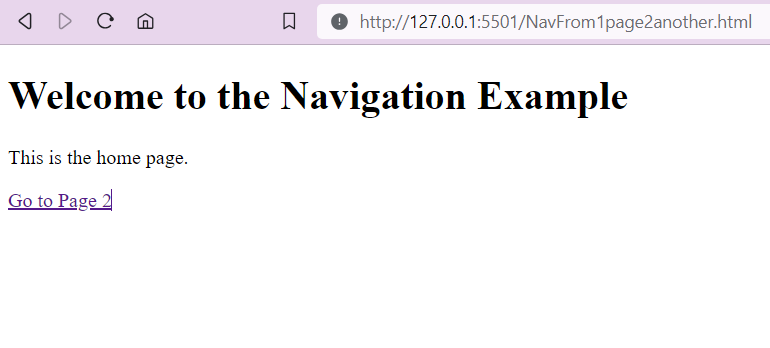 http://127.0.0.1:5501/NavFrom1page2another.html
Welcome to the Navigation Example
This is the home page.
Go to Page 2